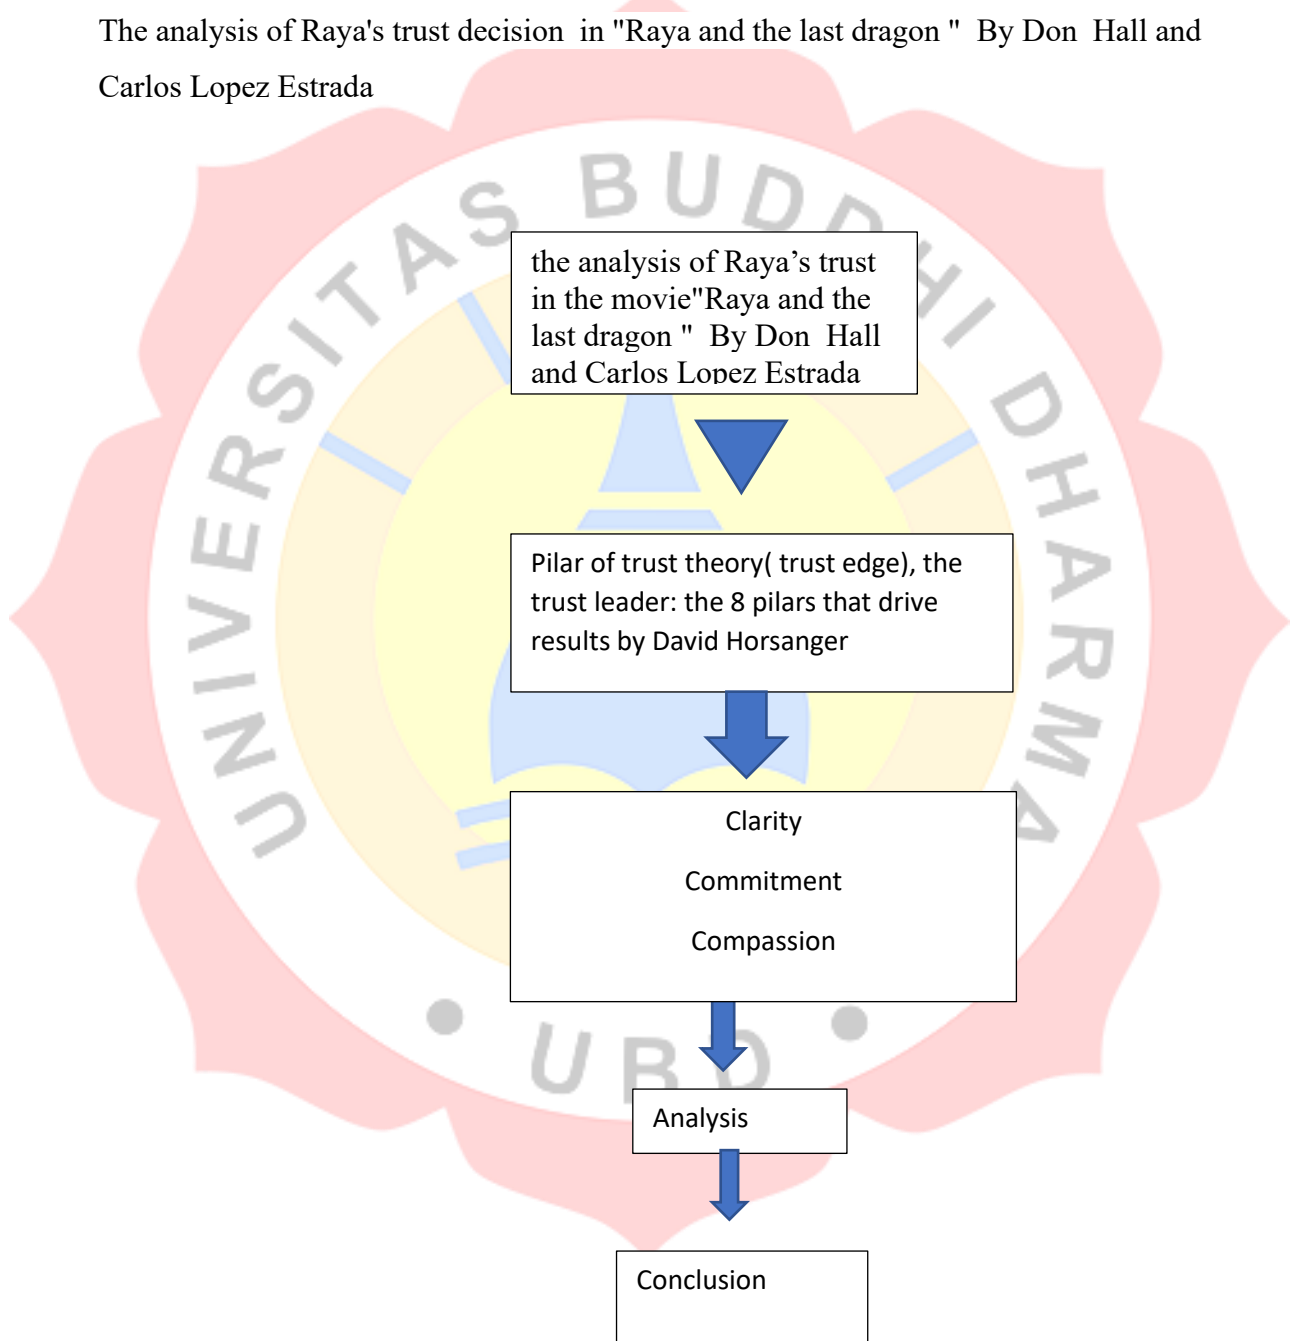 The analysis of Raya's trust decision  in "Raya and the last dragon "  By Don  Hall and
Carlos Lopez Estrada
UNIVERSITAS BUDDHI DHARMA
the analysis of Raya’s trust
in the movie"Raya and the
last dragon "  By Don  Hall
and Carlos Lopez Estrada
Pilar of trust theory( trust edge), the
trust leader: the 8 pilars that drive
results by David Horsanger
Clarity
Commitment
Compassion
• UBD •
Analysis
Conclusion